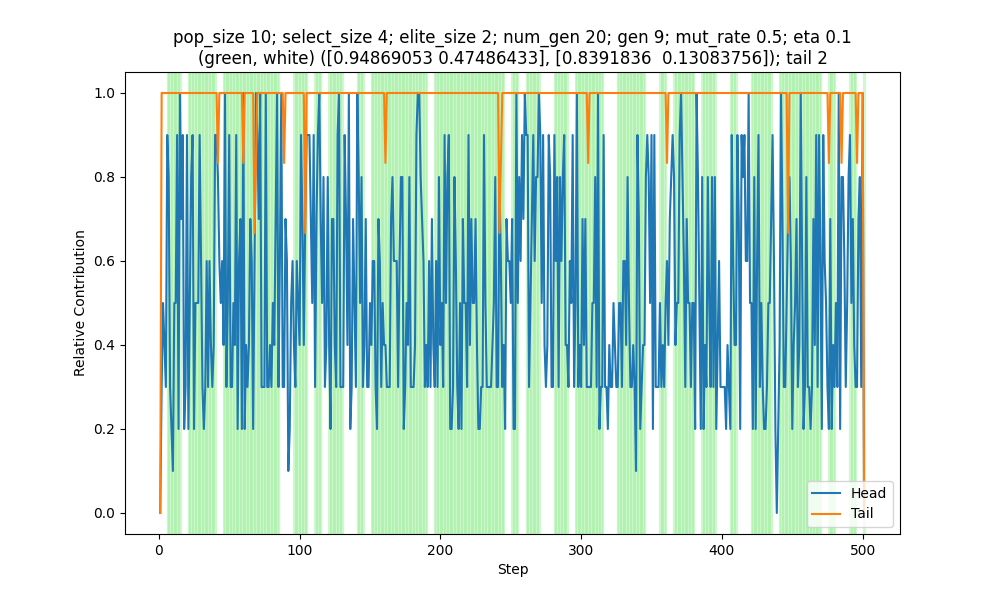 pop_size 10; select_size 4; elite_size 2; num_gen 20; gen 9; mut_rate 0.5; eta 0.1
(green, white) ([0.94869053 0.47486433], [0.8391836  0.13083756]); tail 2
1.0
0.8
0.6
0.4
0.2
0.0
Relative Contribution
0
100
200
300
400
500
Step
Head
Tail